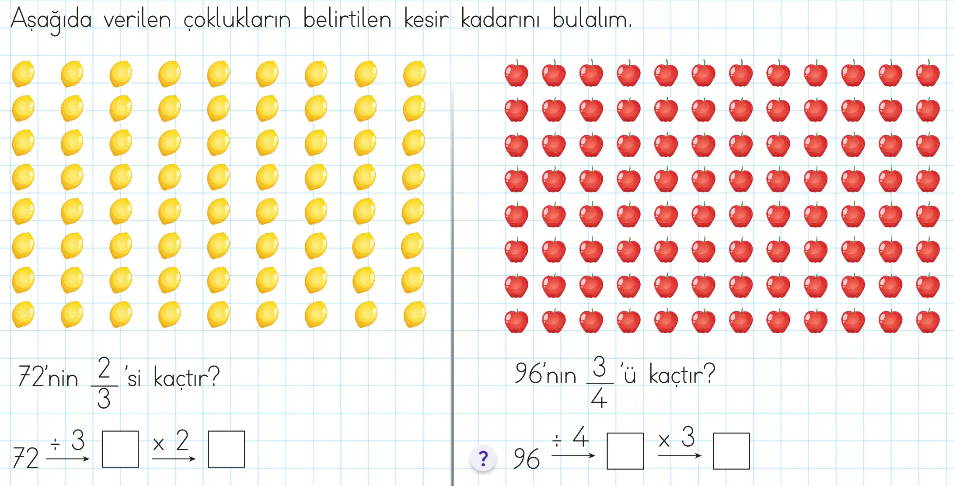 Aşağıda verilen çoklukların belirtilen kesir kadarını bulalım.
72'nin 2/3 'si kaçtır?
72 ÷ 3 → □ x 2 → □
96'nın 3/4 'ü kaçtır?
? 96 ÷ 4 → □ x 3 → □